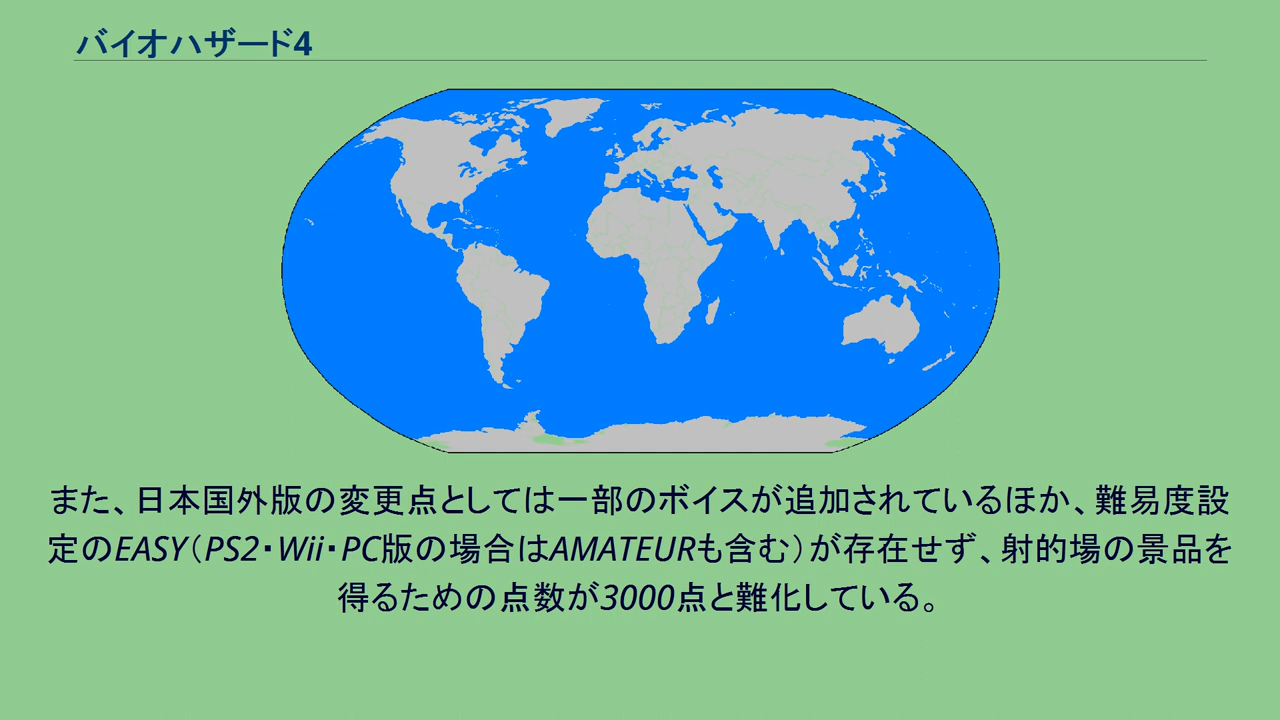 バイオハザード4
また、日本国外版の変更点としては一部のボイスが追加されているほか、難易度設
定のEASY（PS2・Wii・PC版の場合はAMATEURも含む）が存在せず、射的場の景品を
得るための点数が3000点と難化している。